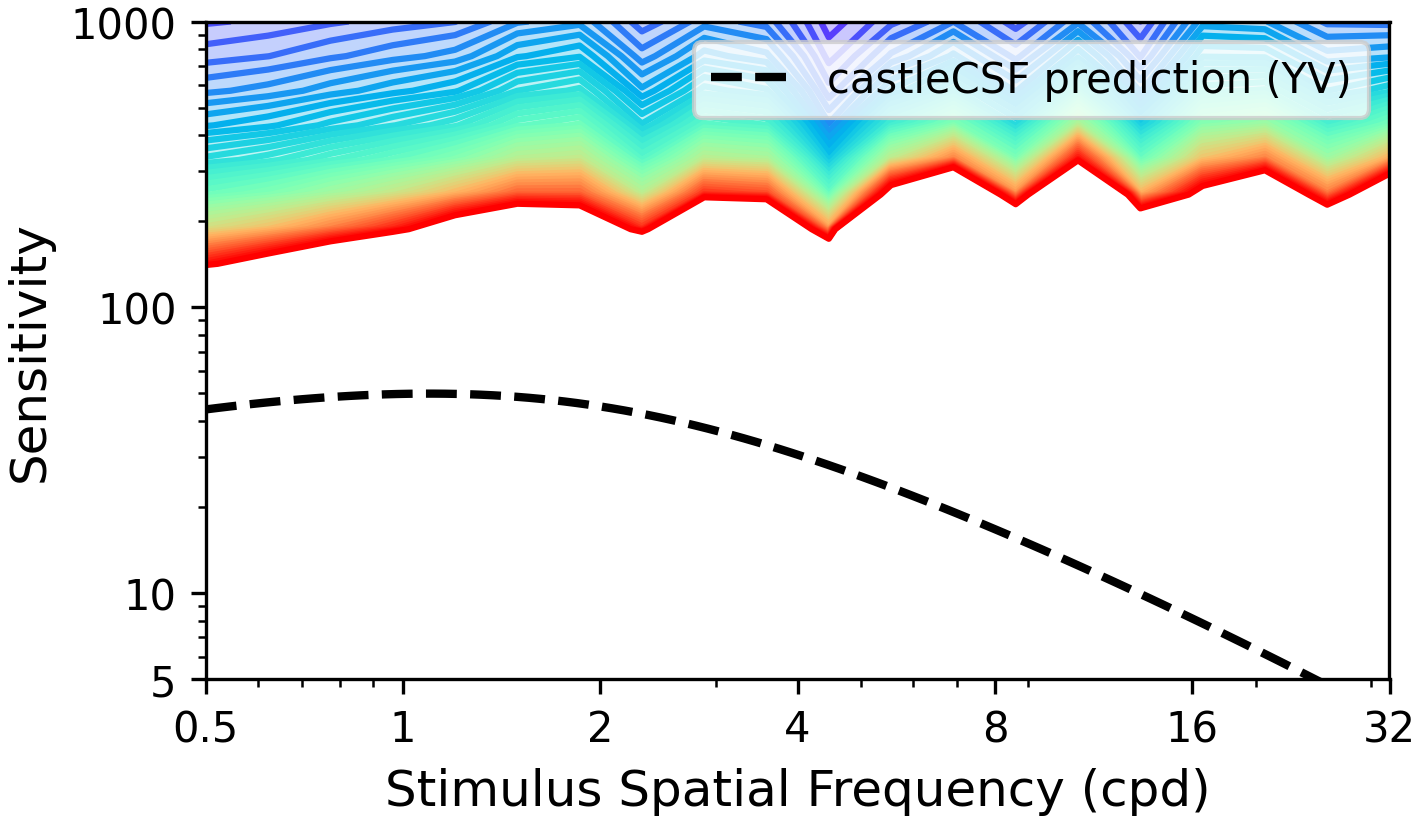 1000
castleCSF prediction (YV)
100
10
5
Sensitivity
0.5 1 2 4 8 16 32
Stimulus Spatial Frequency (cpd)